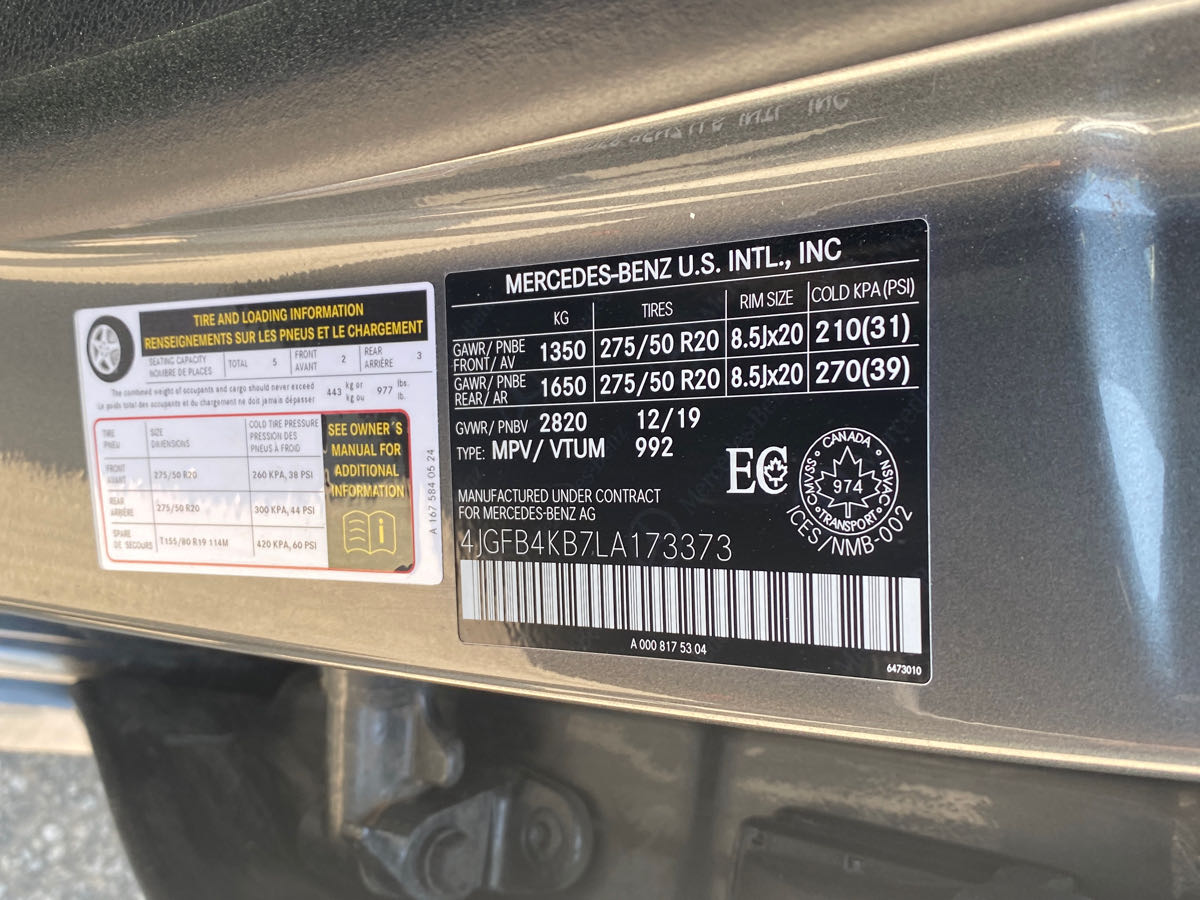 TIRE AND LOADING INFORMATION
RENSEIGNEMENTS SUR LES PNEUS ET LE CHARGEMENT
SEATING CAPACITY
NOMBRE DE PLACES
TOTAL 5
FRONT
AVANT
2
REAR
ARRIÈRE
3
The combined weight of occupants and cargo should never exceed
Le poids total des occupants et du chargement ne doit jamais dépasser
443
kg or
kg ou
977
lbs.
lb.
TIRE
PNEU
SIZE
DIMENSIONS
COLD TIRE PRESSURE
PRESSION DES
PNEUS À FROID
FRONT
AVANT
275/50 R20
260 KPA, 38 PSI
REAR
ARRIÈRE
275/50 R20
300 KPA, 44 PSI
SPARE
DE SECOURS
T155/80 R19 114M
420 KPA, 60 PSI
SEE OWNER´S
MANUAL FOR
ADDITIONAL
INFORMATION
A 167 584 05 24
MERCEDES-BENZ U.S. INTL., INC
KG TIRES RIM SIZE COLD KPA (PSI)
GAWR/ PNBE
FRONT/ AV
1350 275/50 R20 8.5Jx20 210(31)
GAWR/ PNBE
REAR/ AR
1650 275/50 R20 8.5Jx20 270(39)
GVWR/ PNBV 2820 12/19
TYPE: MPV/ VTUM 992
EC
CANADA
SSVMD NSVAC
974
TRANSPORT
ICES/NMB-002
MANUFACTURED UNDER CONTRACT
FOR MERCEDES-BENZ AG
4JGFB4KB7LA173373
A 000 817 53 04
6473010